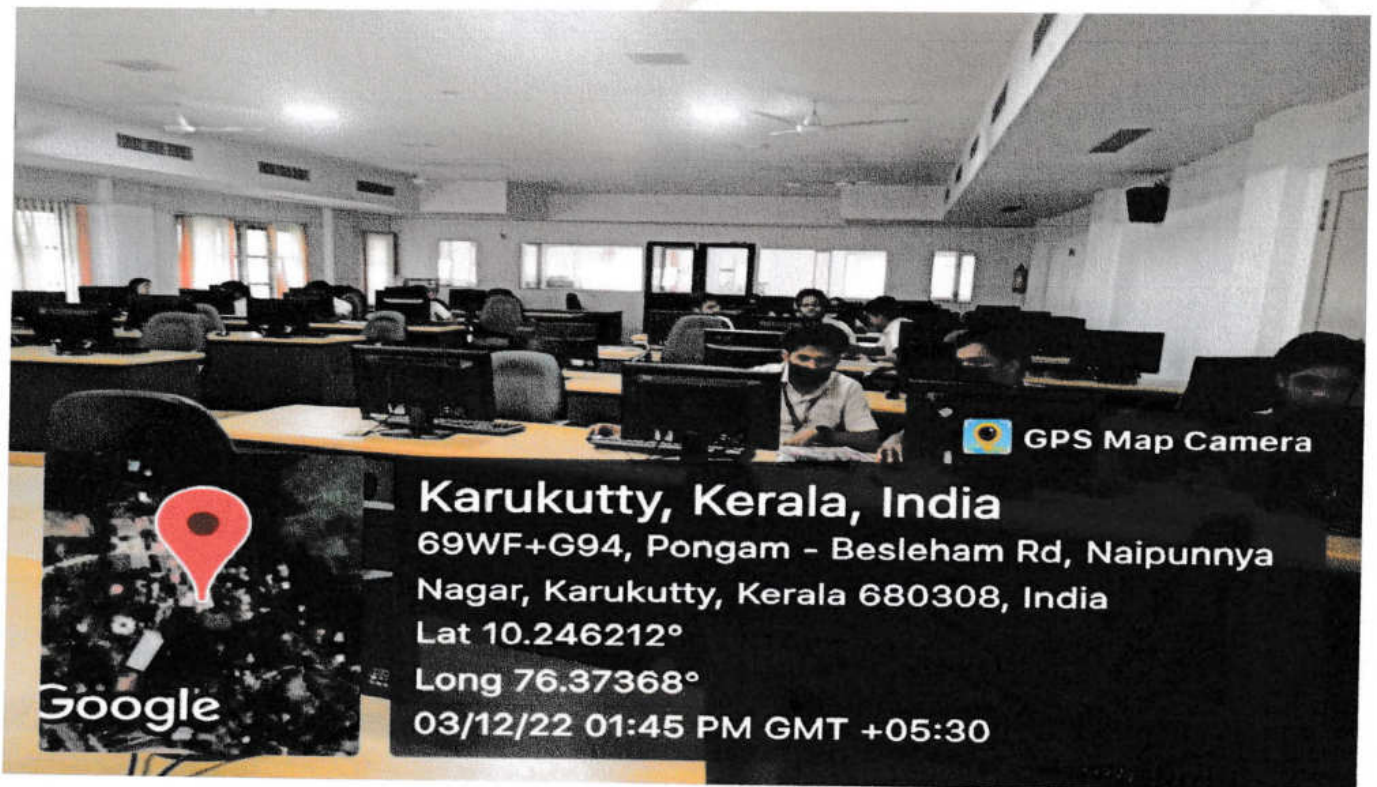 GPS Map Camera
Karukutty, Kerala, India
69WF+G94, Pongam - Besleham Rd, Naipunnya
Nagar, Karukutty, Kerala 680308, India
Lat 10.246212°
Long 76.37368°
03/12/22 01:45 PM GMT +05:30
Google